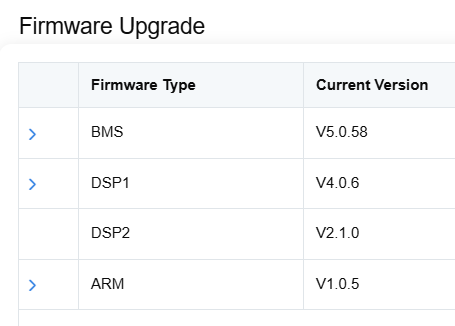 Firmware Upgrade
Firmware Type Current Version
BMS V5.0.58
DSP1 V4.0.6
DSP2 V2.1.0
ARM V1.0.5